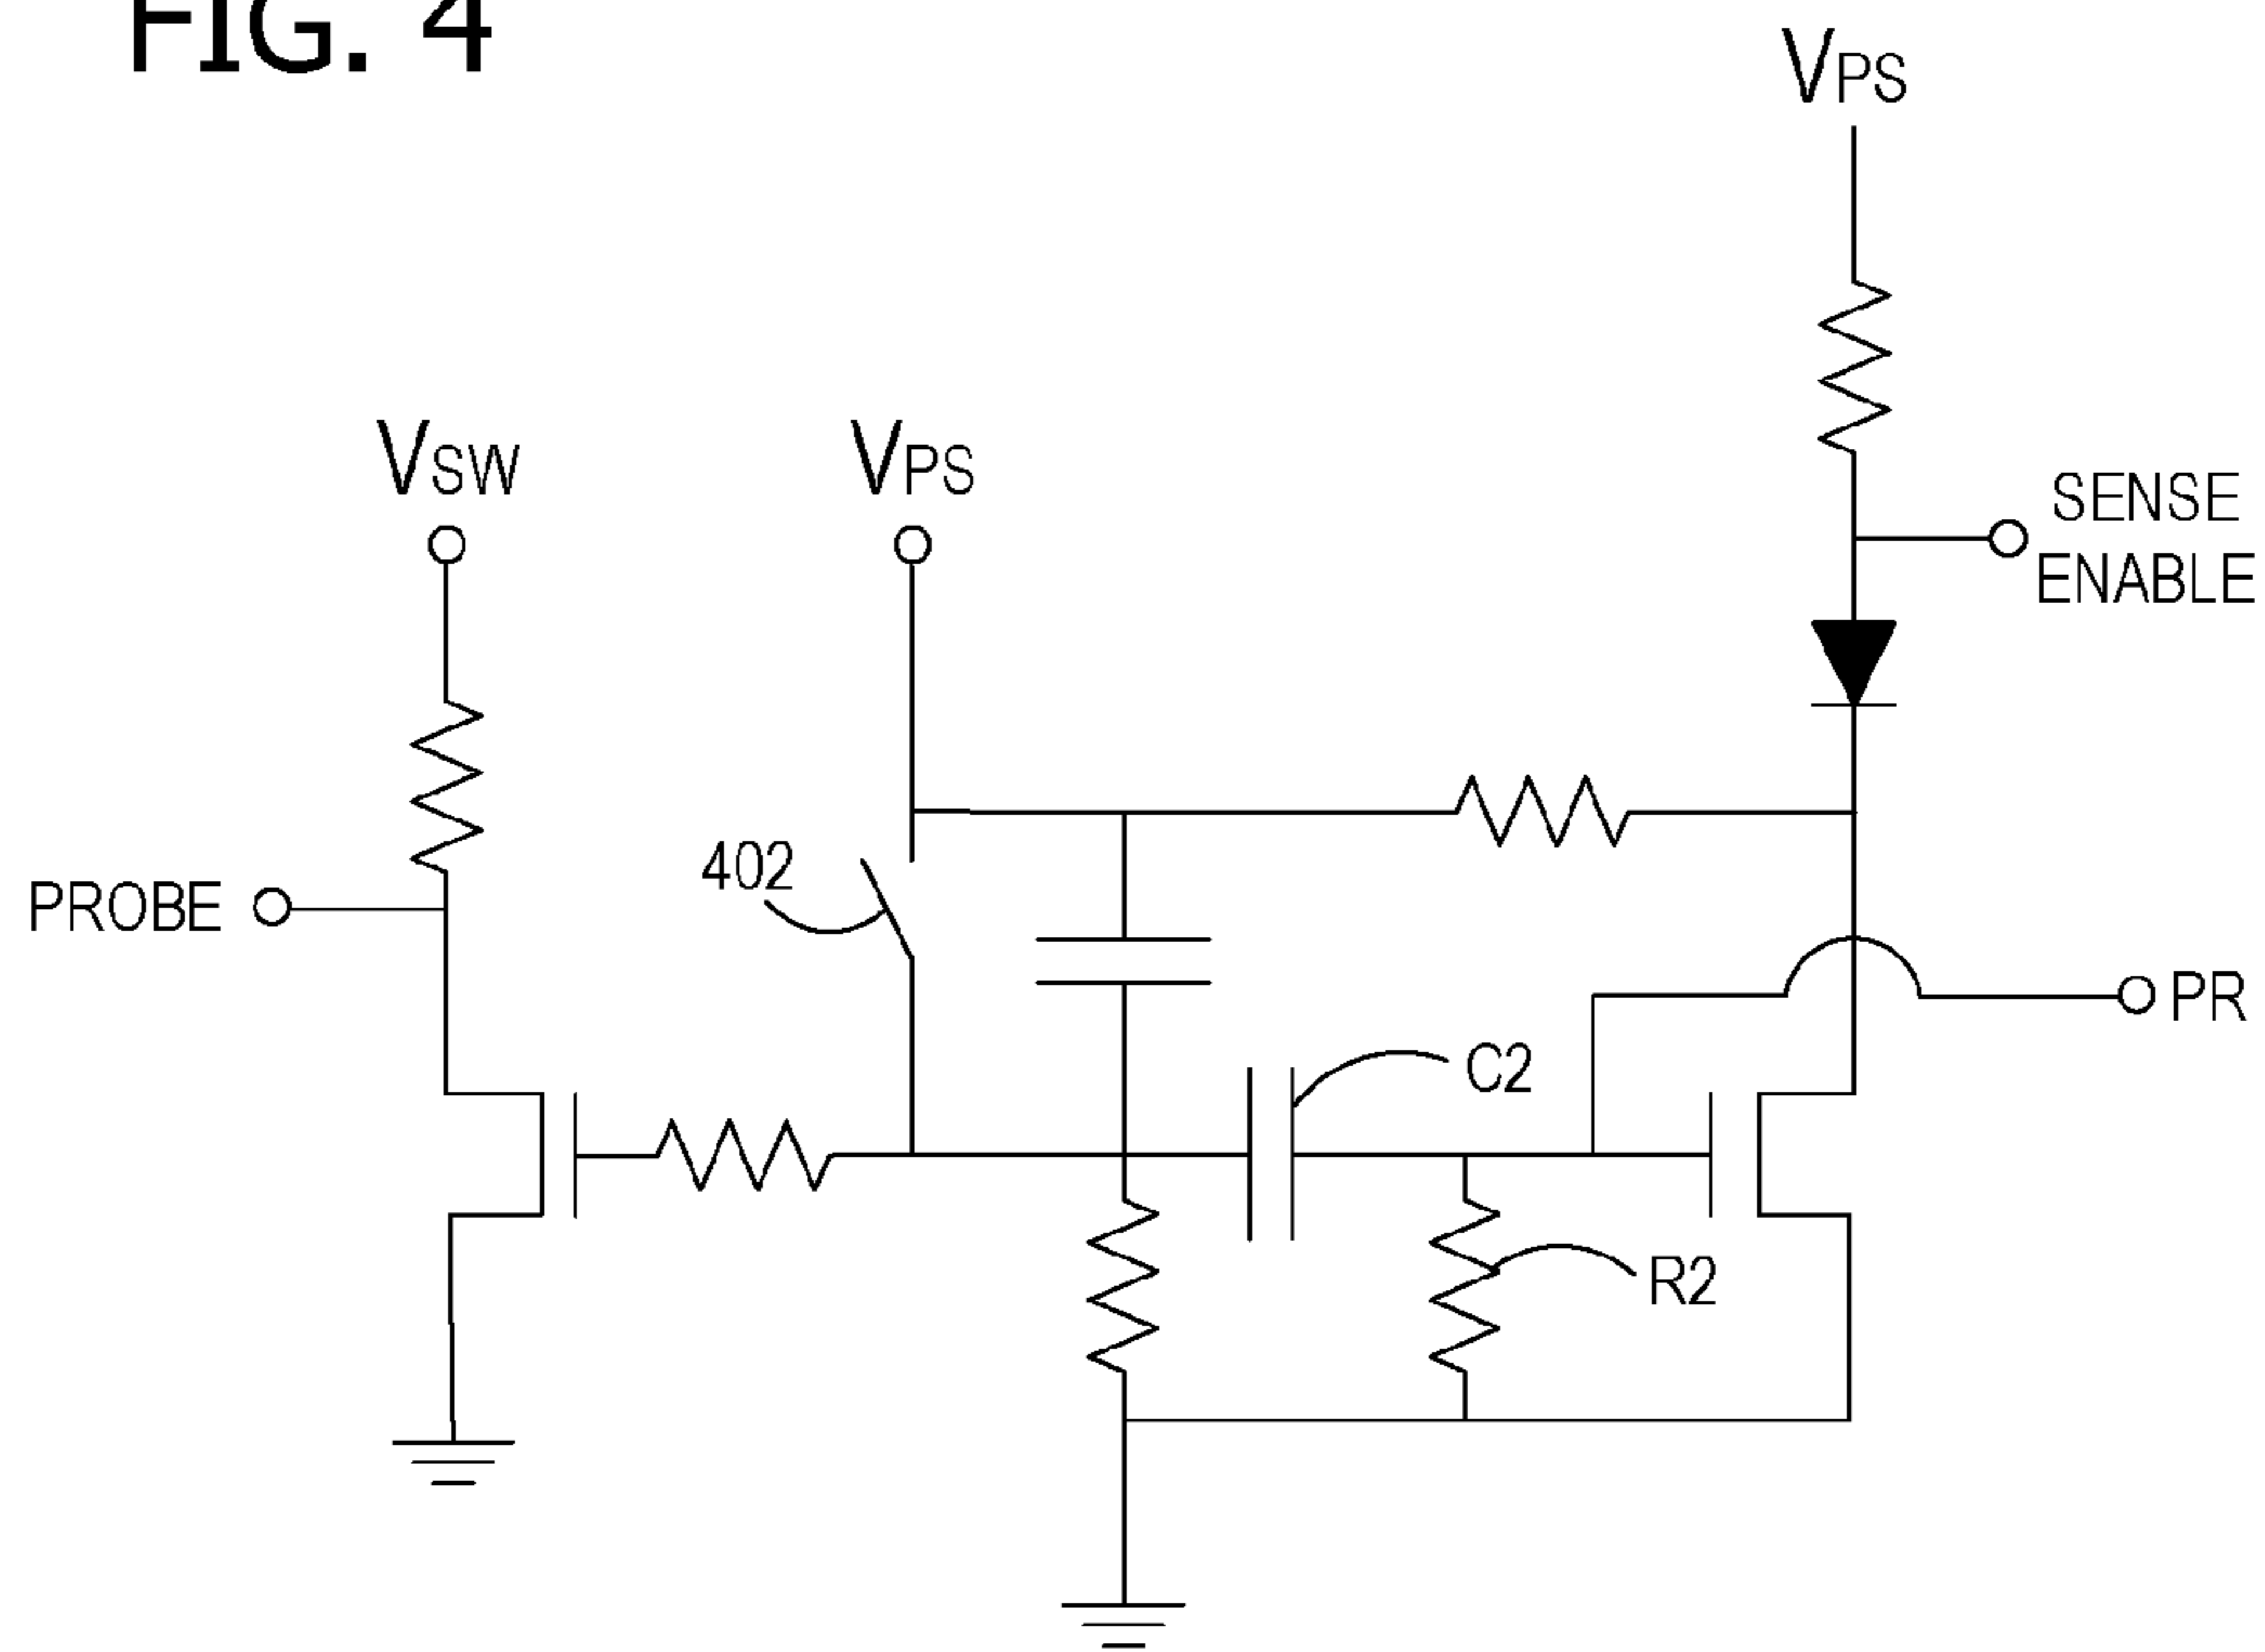 FIG. 4
VPS
VSW
VPS
SENSE
ENABLE
402
PROBE
PR
C2
R2